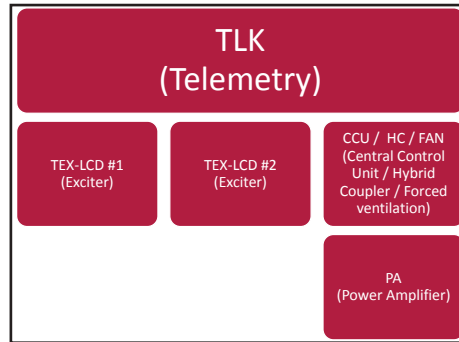 TLK
(Telemetry)
TEX-LCD #1
(Exciter)
TEX-LCD #2
(Exciter)
CCU / HC / FAN
(Central Control
Unit / Hybrid
Coupler / Forced
ventilation)
PA
(Power Amplifier)